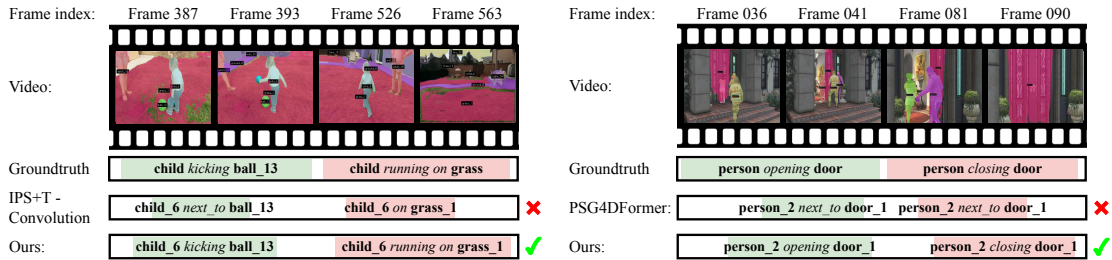 Frame index: Frame 387 Frame 393 Frame 526 Frame 563
Video:
Groundtruth child kicking ball_13 child running on grass
IPS+T -
Convolution child_6 next_to ball_13 child_6 on grass_1
Ours: child_6 kicking ball_13 child_6 running on grass_1
Frame index: Frame 036 Frame 041 Frame 081 Frame 090
Video:
Groundtruth person opening door person closing door
PSG4DFormer: person_2 next_to door_1 person_2 next_to door_1
Ours: person_2 opening door_1 person_2 closing door_1